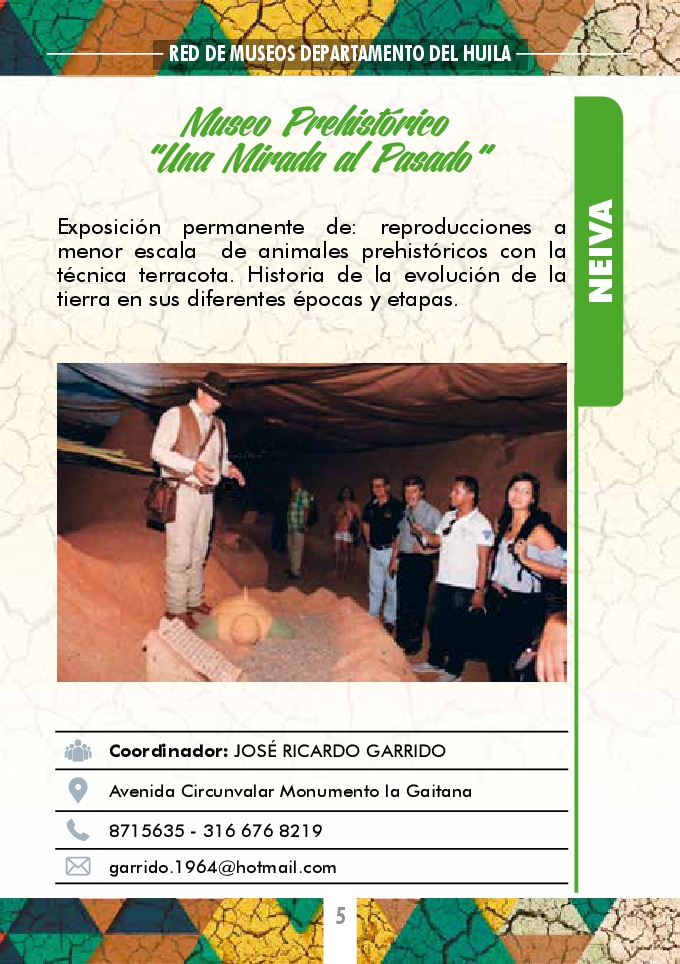 RED DE MUSEOS DEPARTAMENTO DEL HUILA
Museo Prehistórico
"Una Mirada al Pasado"
NEIVA
Exposición permanente de: reproducciones a
menor escala de animales prehistóricos con la
técnica terracota. Historia de la evolución de la
tierra en sus diferentes épocas y etapas.
Coordinador: JOSÉ RICARDO GARRIDO
Avenida Circunvalar Monumento la Gaitana
8715635 - 316 676 8219
garrido.1964@hotmail.com
5